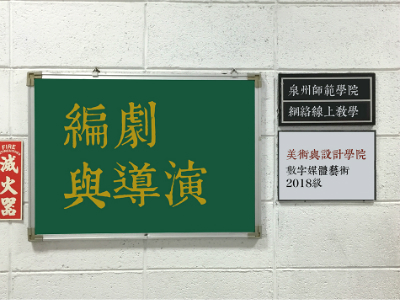 編劇
與導演
泉州師範學院
網絡線上教學
美術與設計學院
數字媒體藝術
2018級
FIRE
滅火器